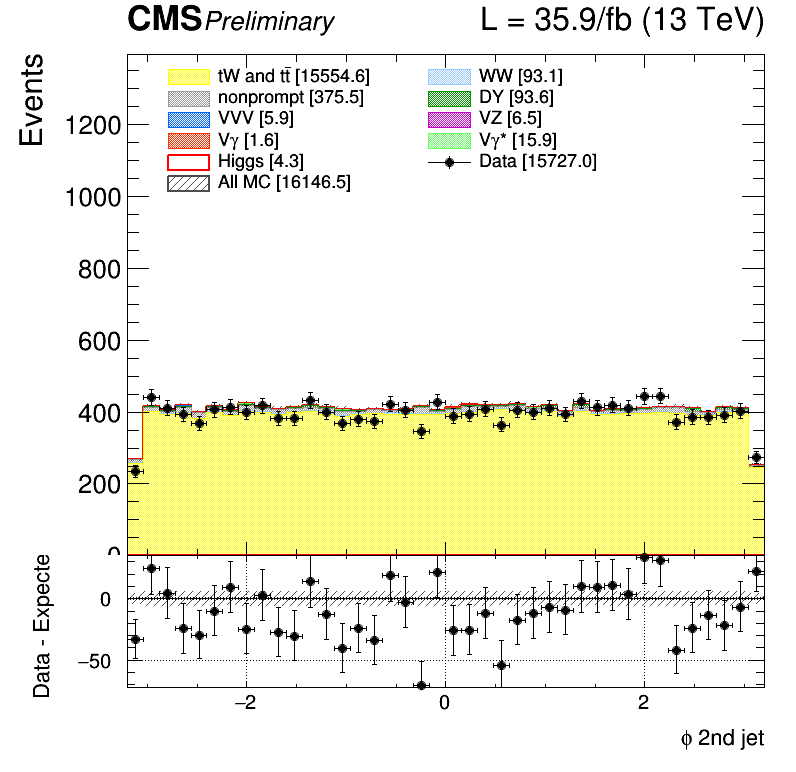 CMS Preliminary L = 35.9/fb (13 TeV)
Events
tW and tt̄ [15554.6]
nonprompt [375.5]
VVV [5.9]
Vγ [1.6]
Higgs [4.3]
All MC [16146.5]
WW [93.1]
DY [93.6]
VZ [6.5]
Vγ* [15.9]
Data [15727.0]
1200
1000
800
600
400
200
0
Data - Expecte
0
−50
−2 0 2
ϕ 2nd jet